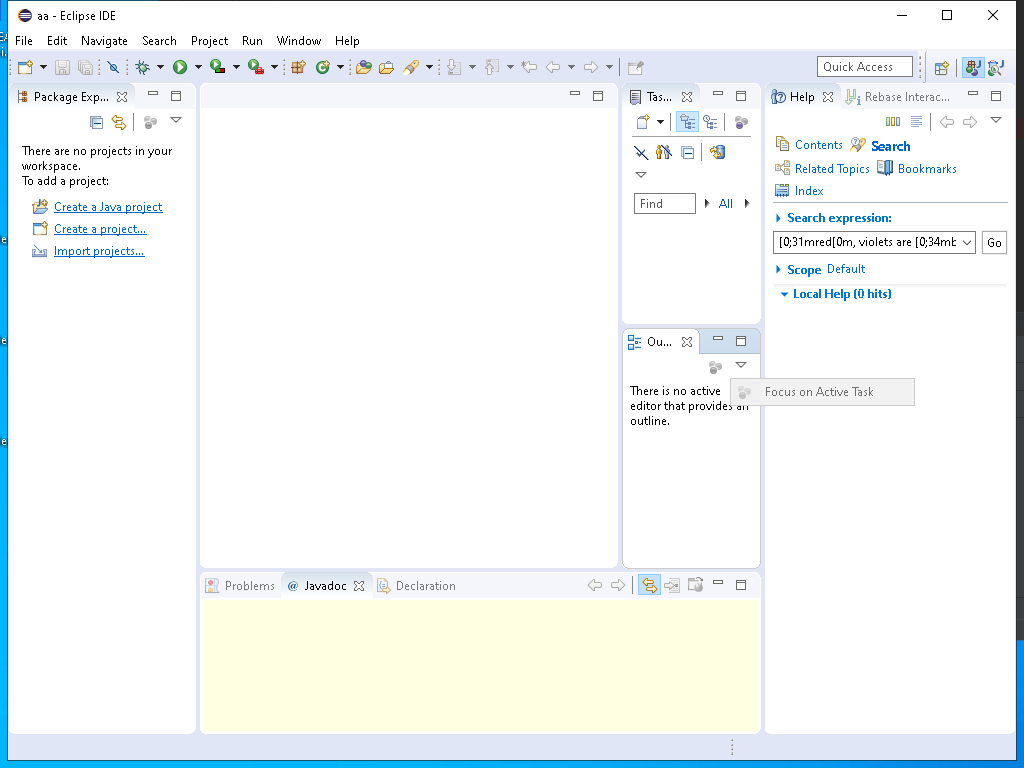 aa - Eclipse IDE
File Edit Navigate Search Project Run Window Help
Quick Access
Package Exp...
Tas...
Help
Rebase Interac...
There are no projects in your
workspace.
To add a project:
Create a Java project
Create a project...
Import projects...
Find
All
Contents Search
Related Topics Bookmarks
Index
Search expression:
[0;31mred[0m, violets are [0;34mb
Go
Scope Default
Local Help (0 hits)
Ou...
There is no active
editor that provides an
outline.
Focus on Active Task
Problems @ Javadoc Declaration